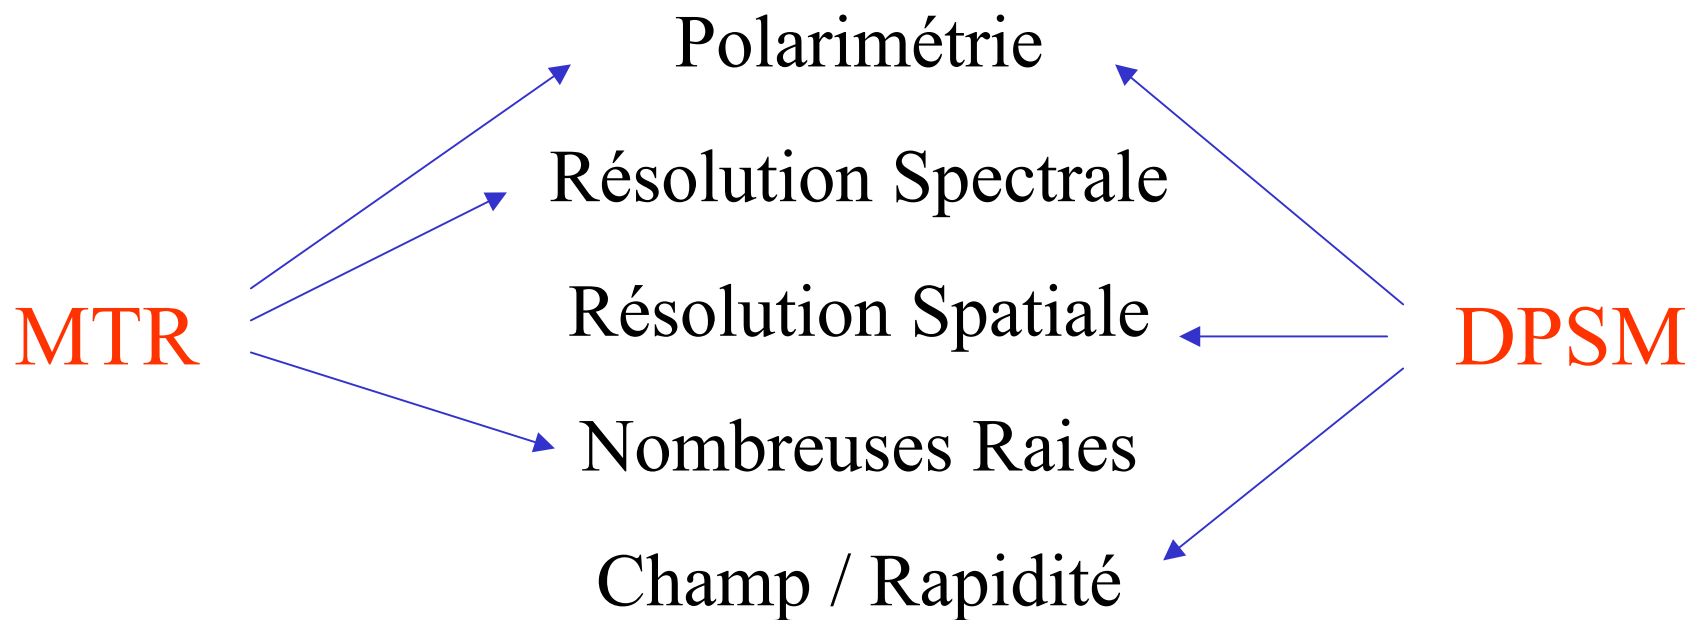 Polarimétrie
Résolution Spectrale
Résolution Spatiale
MTR
DPSM
Nombreuses Raies
Champ / Rapidité